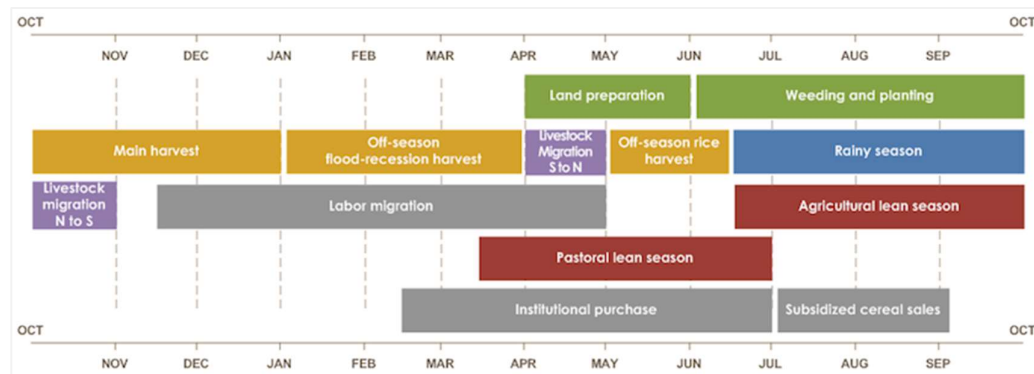 OCT OCT
NOV DEC JAN FEB MAR APR MAY JUN JUL AUG SEP
Land preparation
Weeding and planting
Main harvest
Off-season
flood-recession harvest
Livestock
Migration
S to N
Off-season rice
harvest
Rainy season
Livestock
migration
N to S
Labor migration
Agricultural lean season
Pastoral lean season
Institutional purchase
Subsidized cereal sales
OCT OCT
NOV DEC JAN FEB MAR APR MAY JUN JUL AUG SEP